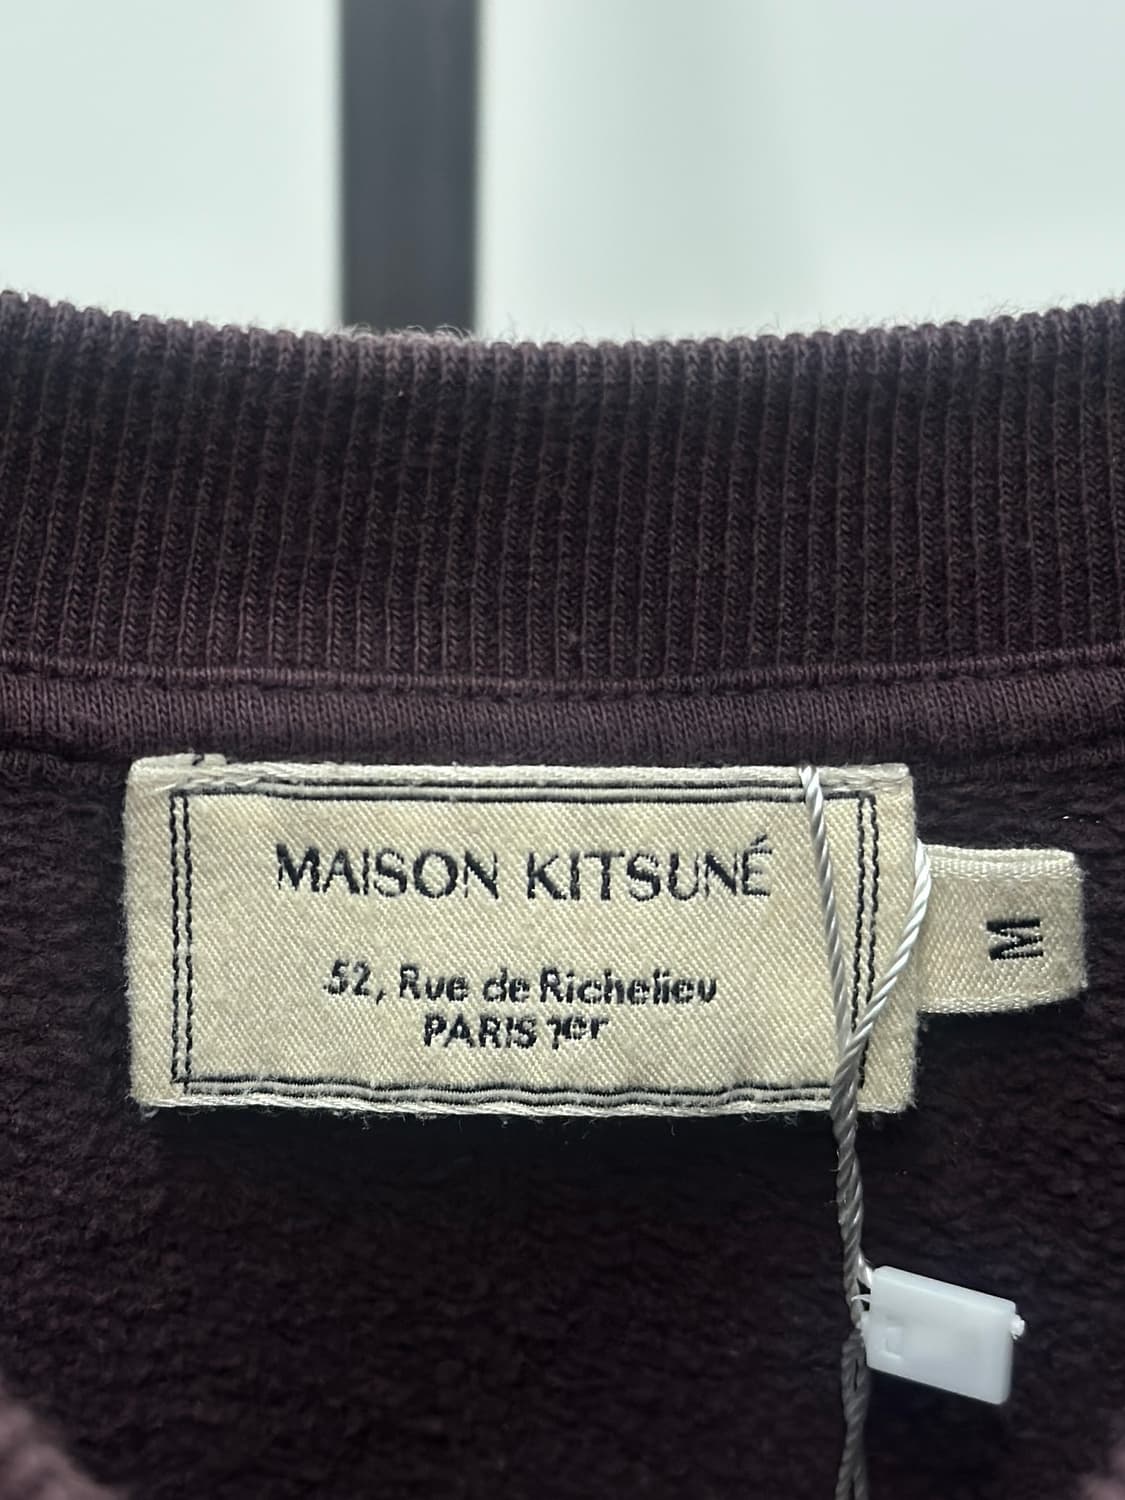 MAISON KITSUNÉ
52, Rue de Richelieu
PARIS 1er
M